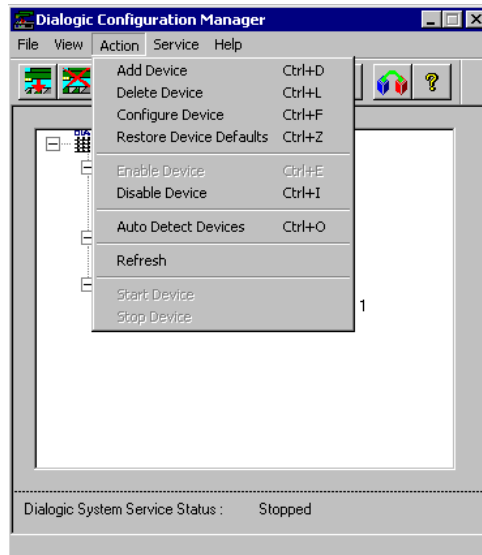 Dialogic Configuration Manager
File View Action Service Help
Add Device Ctrl+D
Delete Device Ctrl+L
Configure Device Ctrl+F
Restore Device Defaults Ctrl+Z
Enable Device Ctrl+E
Disable Device Ctrl+I
Auto Detect Devices Ctrl+O
Refresh
Start Device
1
Stop Device
Dialogic System Service Status : Stopped